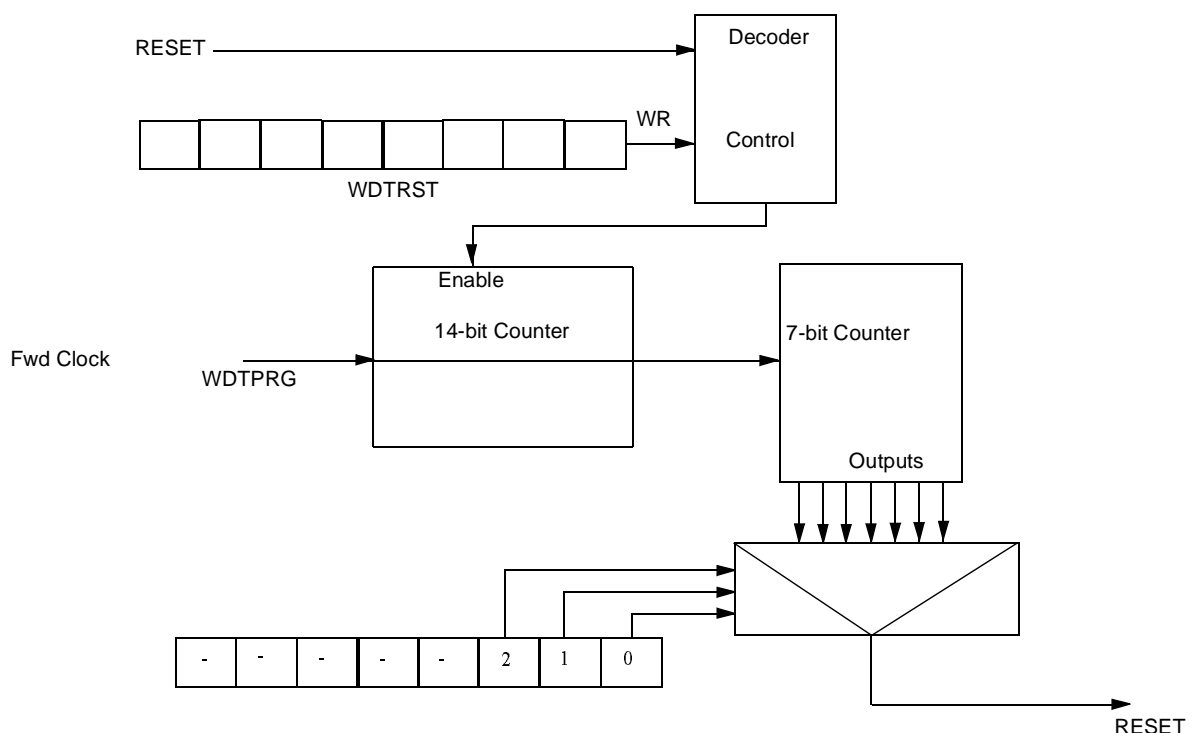 RESET
Decoder
WR
Control
WDTRST
Enable
14-bit Counter
7-bit Counter
Fwd Clock
WDTPRG
Outputs
- - - - - 2 1 0
RESET